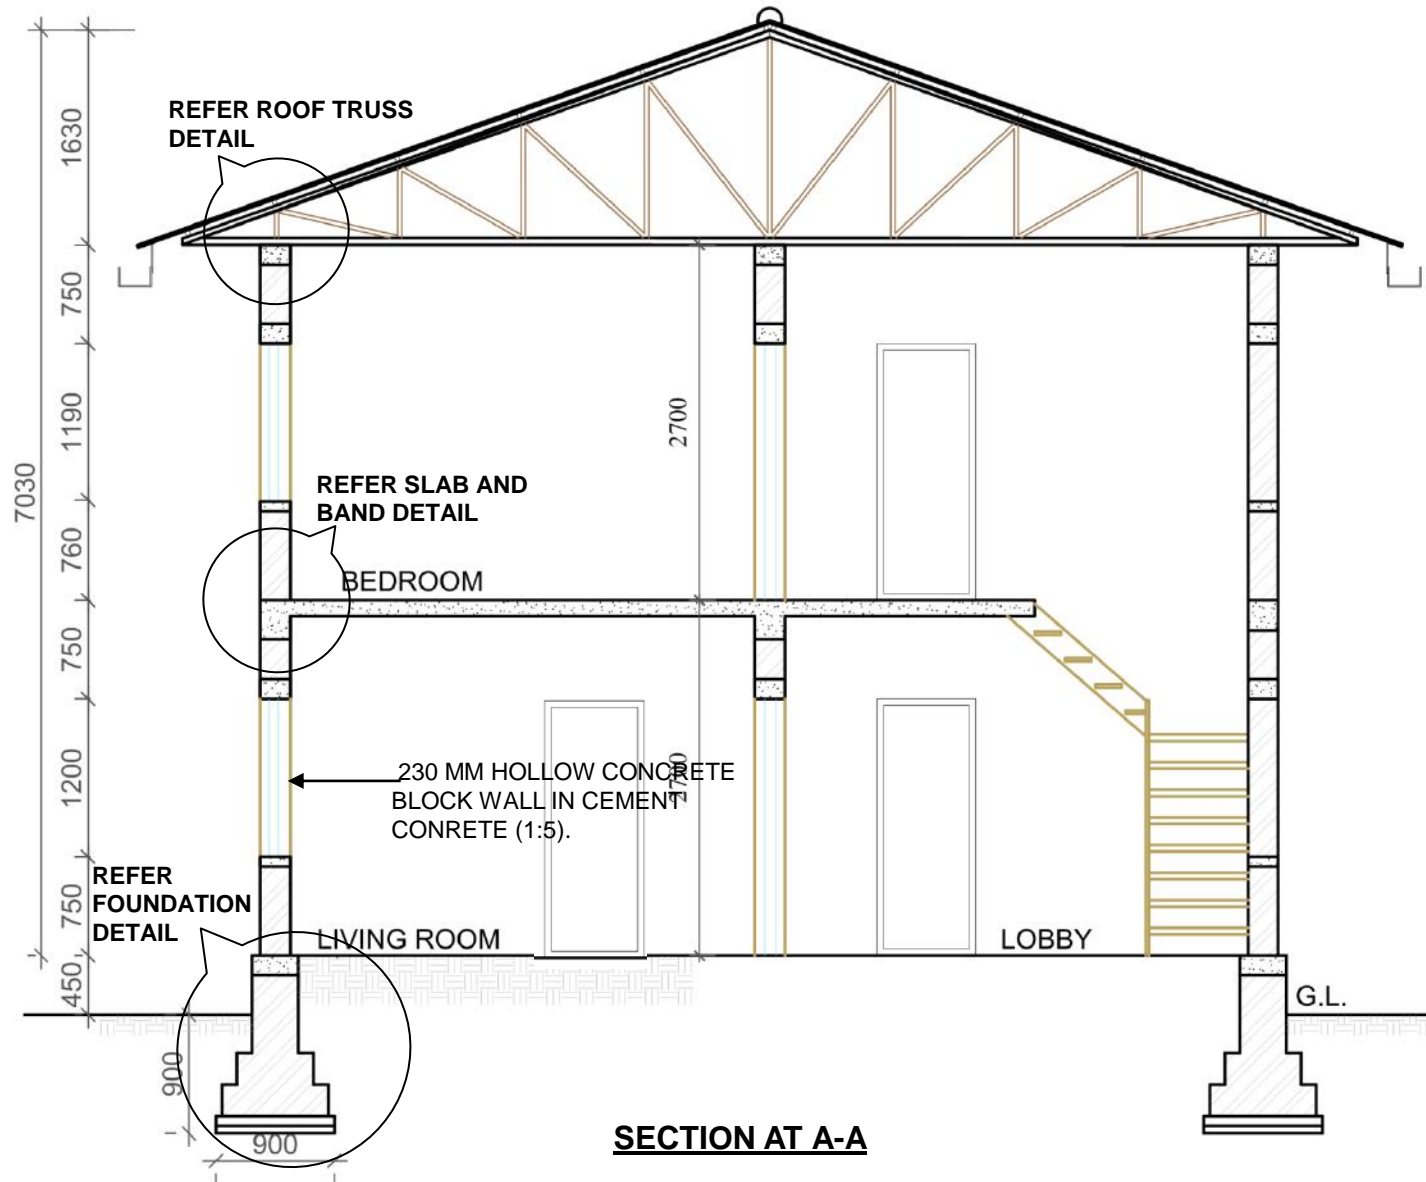 REFER ROOF TRUSS
DETAIL
1630
750
1190
7030
2700
REFER SLAB AND
BAND DETAIL
760
BEDROOM
750
1200
230 MM HOLLOW CONCRETE
BLOCK WALL IN CEMENT
CONRETE (1:5).
2700
REFER
FOUNDATION
DETAIL
750
LIVING ROOM
LOBBY
450
G.L.
900
900
SECTION AT A-A